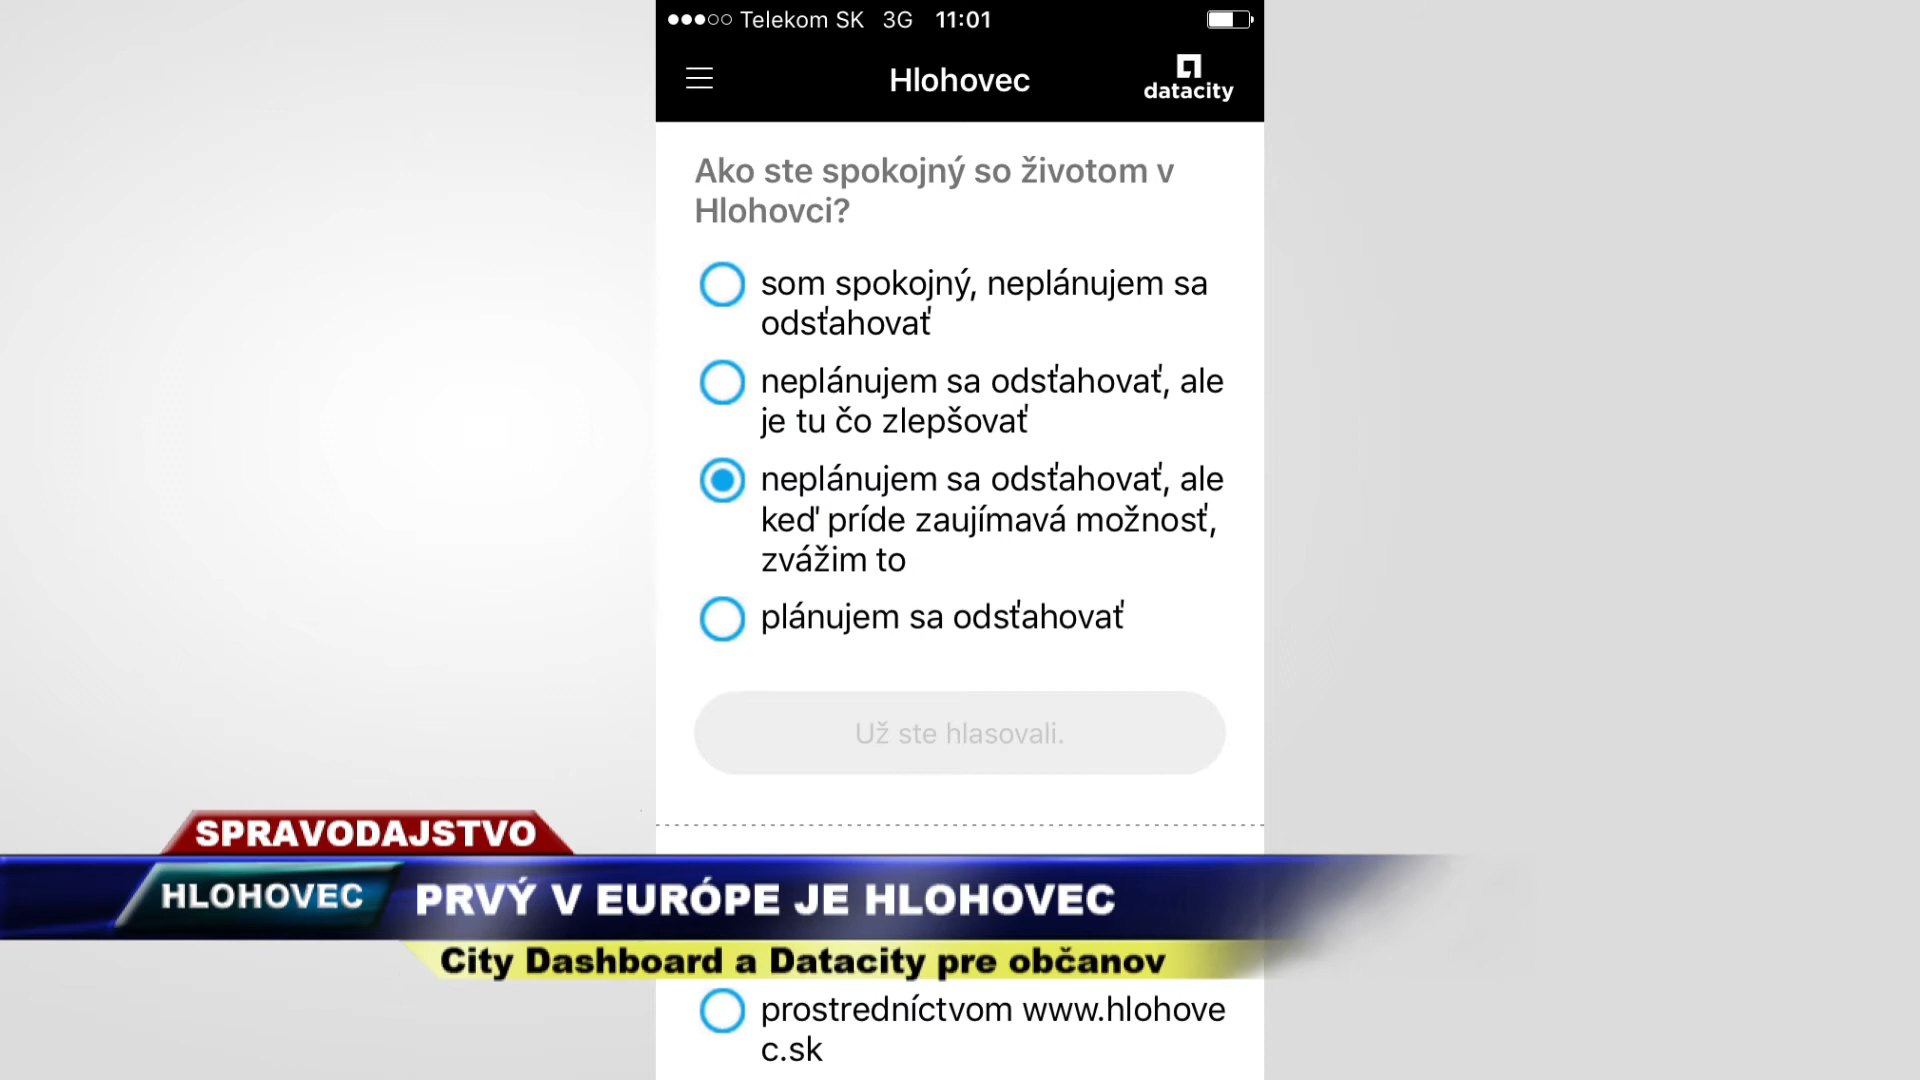 Telekom SK 3G 11:01
Hlohovec
datacity
Ako ste spokojný so životom v
Hlohovci?
som spokojný, neplánujem sa
odsťahovať
neplánujem sa odsťahovať, ale
je tu čo zlepšovať
neplánujem sa odsťahovať, ale
keď príde zaujímavá možnosť,
zvážim to
plánujem sa odsťahovať
Už ste hlasovali.
SPRAVODAJSTVO
HLOHOVEC
PRVÝ V EURÓPE JE HLOHOVEC
City Dashboard a Datacity pre občanov
prostredníctvom www.hlohove
c.sk